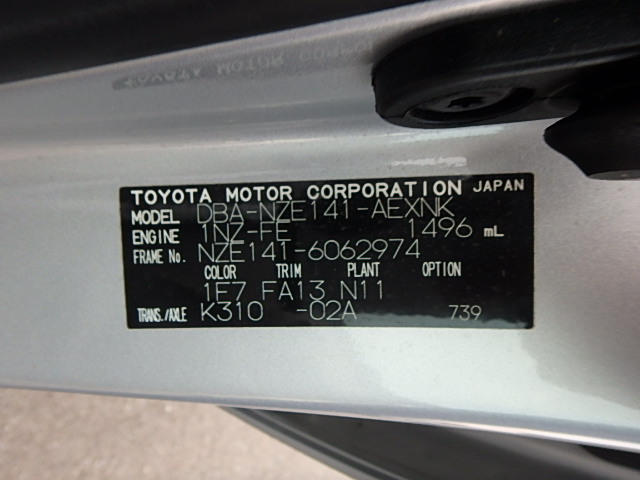 TOYOTA MOTOR CORPORATION JAPAN
MODEL DBA-NZE141-AEXNK
ENGINE 1NZ-FE 1496 mL
FRAME No. NZE141-6062974
COLOR TRIM PLANT OPTION
1E7 FA13 N11
TRANS./AXLE K310 -02A 739